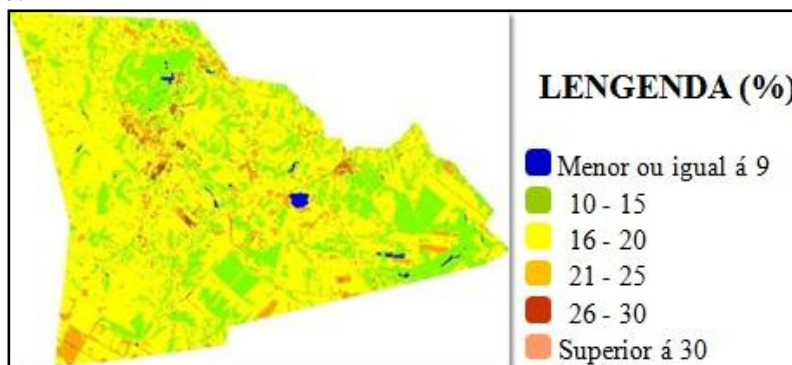 LENGENDA (%)
Menor ou igual á 9
10 - 15
16 - 20
21 - 25
26 - 30
Superior á 30